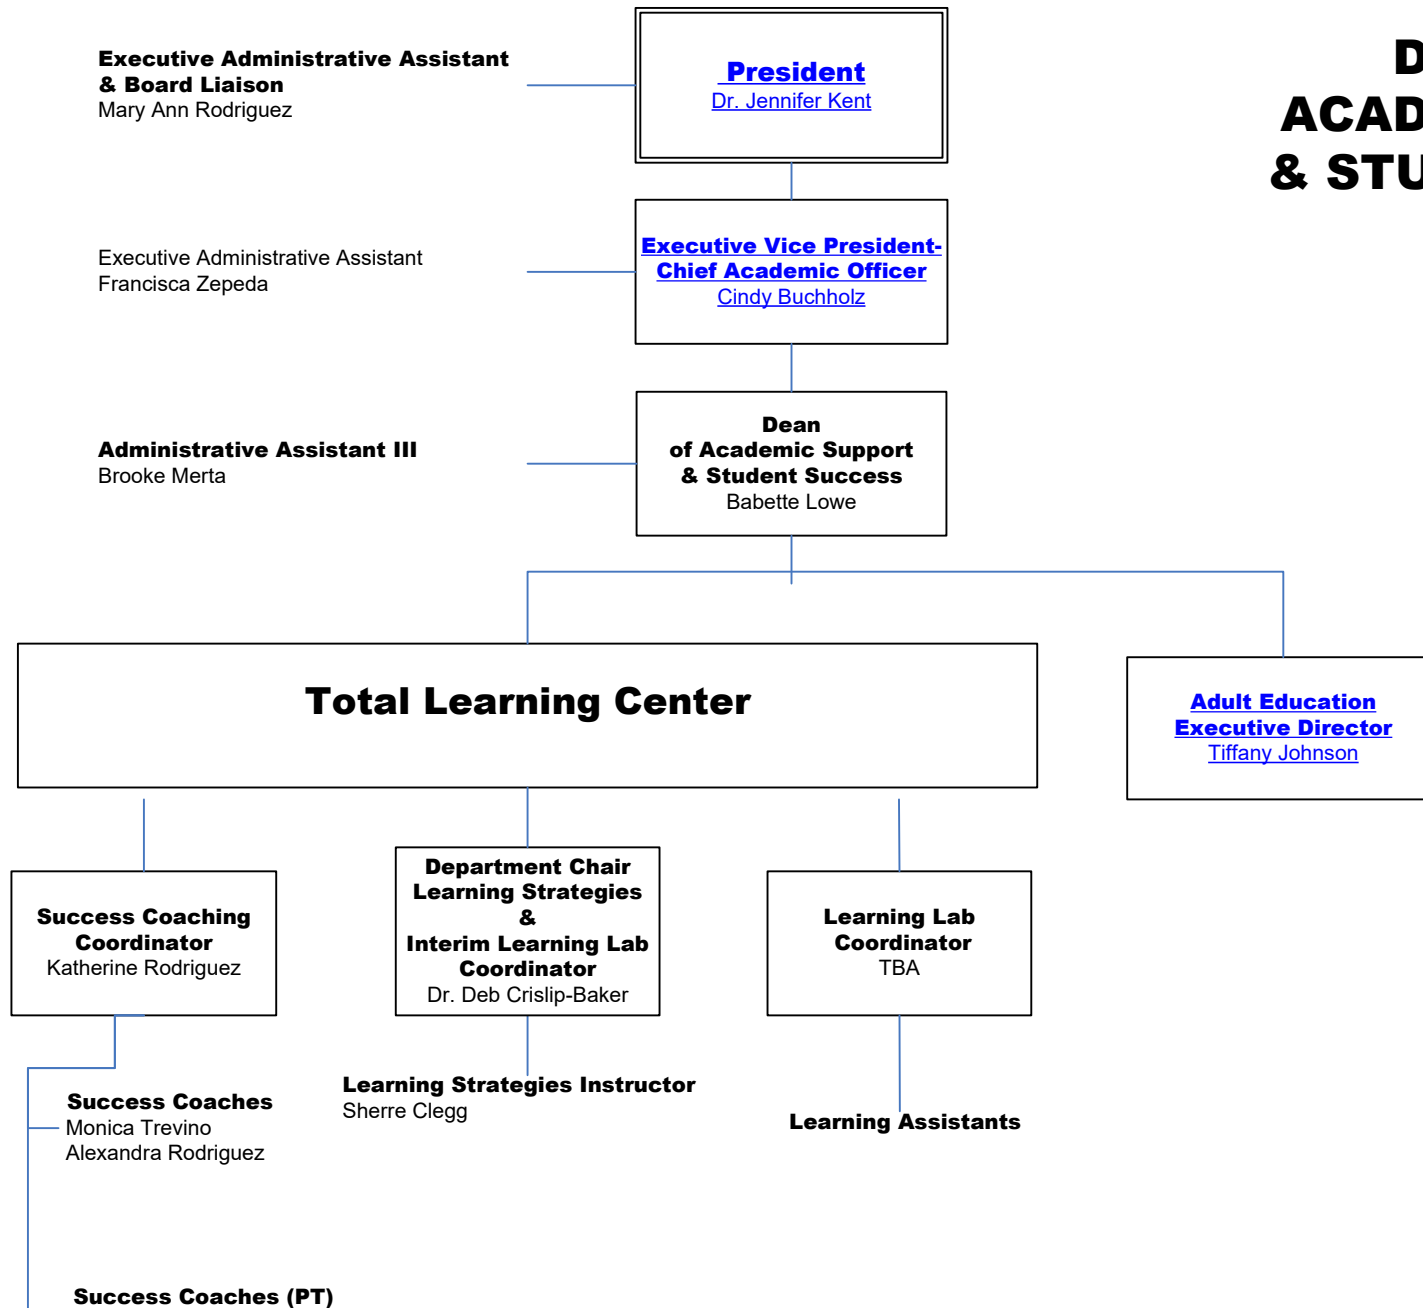 Executive Administrative Assistant
& Board Liaison
Mary Ann Rodriguez
President
Dr. Jennifer Kent
D
ACAD
& STU
Executive Administrative Assistant
Francisca Zepeda
Executive Vice President-
Chief Academic Officer
Cindy Buchholz
Administrative Assistant III
Brooke Merta
Dean
of Academic Support
& Student Success
Babette Lowe
Total Learning Center
Adult Education
Executive Director
Tiffany Johnson
Success Coaching
Coordinator
Katherine Rodriguez
Department Chair
Learning Strategies
&
Interim Learning Lab
Coordinator
Dr. Deb Crislip-Baker
Learning Lab
Coordinator
TBA
Success Coaches
Monica Trevino
Alexandra Rodriguez
Learning Strategies Instructor
Sherre Clegg
Learning Assistants
Success Coaches (PT)